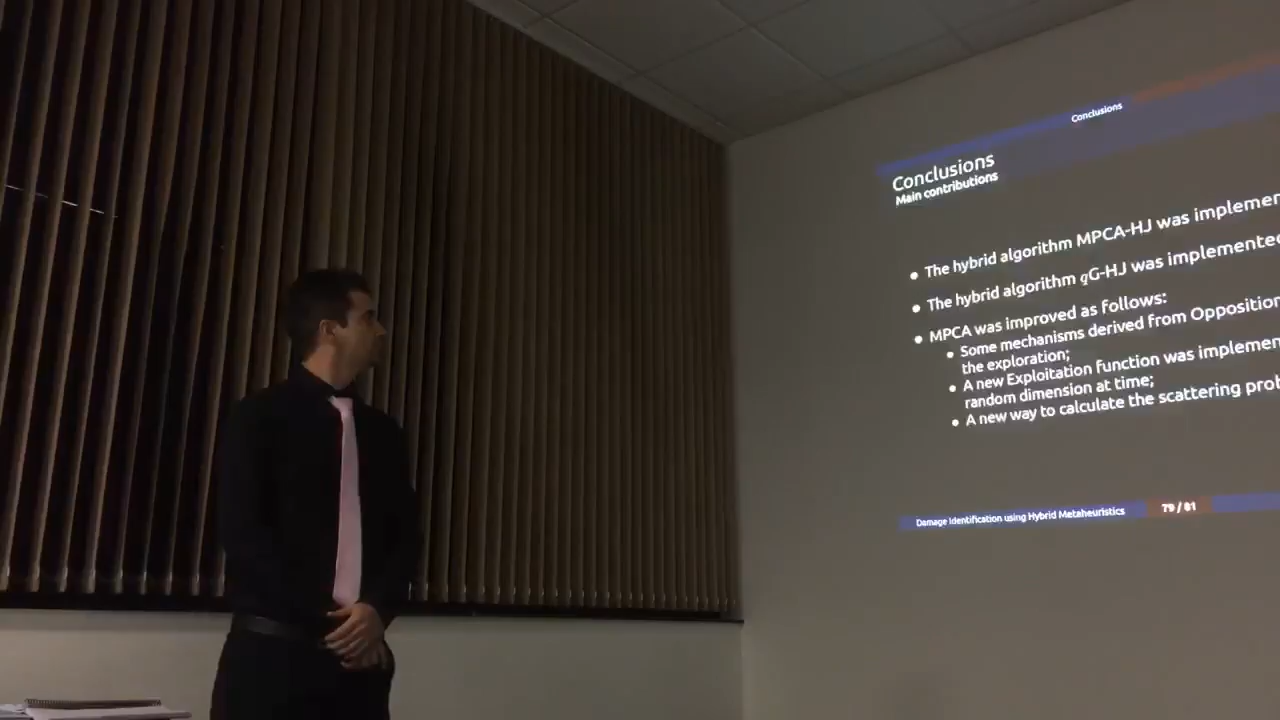 Conclusions
Conclusions
Main contributions
The hybrid algorithm MPCA-HJ was implemen
The hybrid algorithm qG-HJ was implemented
MPCA was improved as follows:
Some mechanisms derived from Opposition
the exploration;
A new Exploitation function was implemen
random dimension at time;
A new way to calculate the scattering prob
Damage Identification using Hybrid Metaheuristics
79 / 81